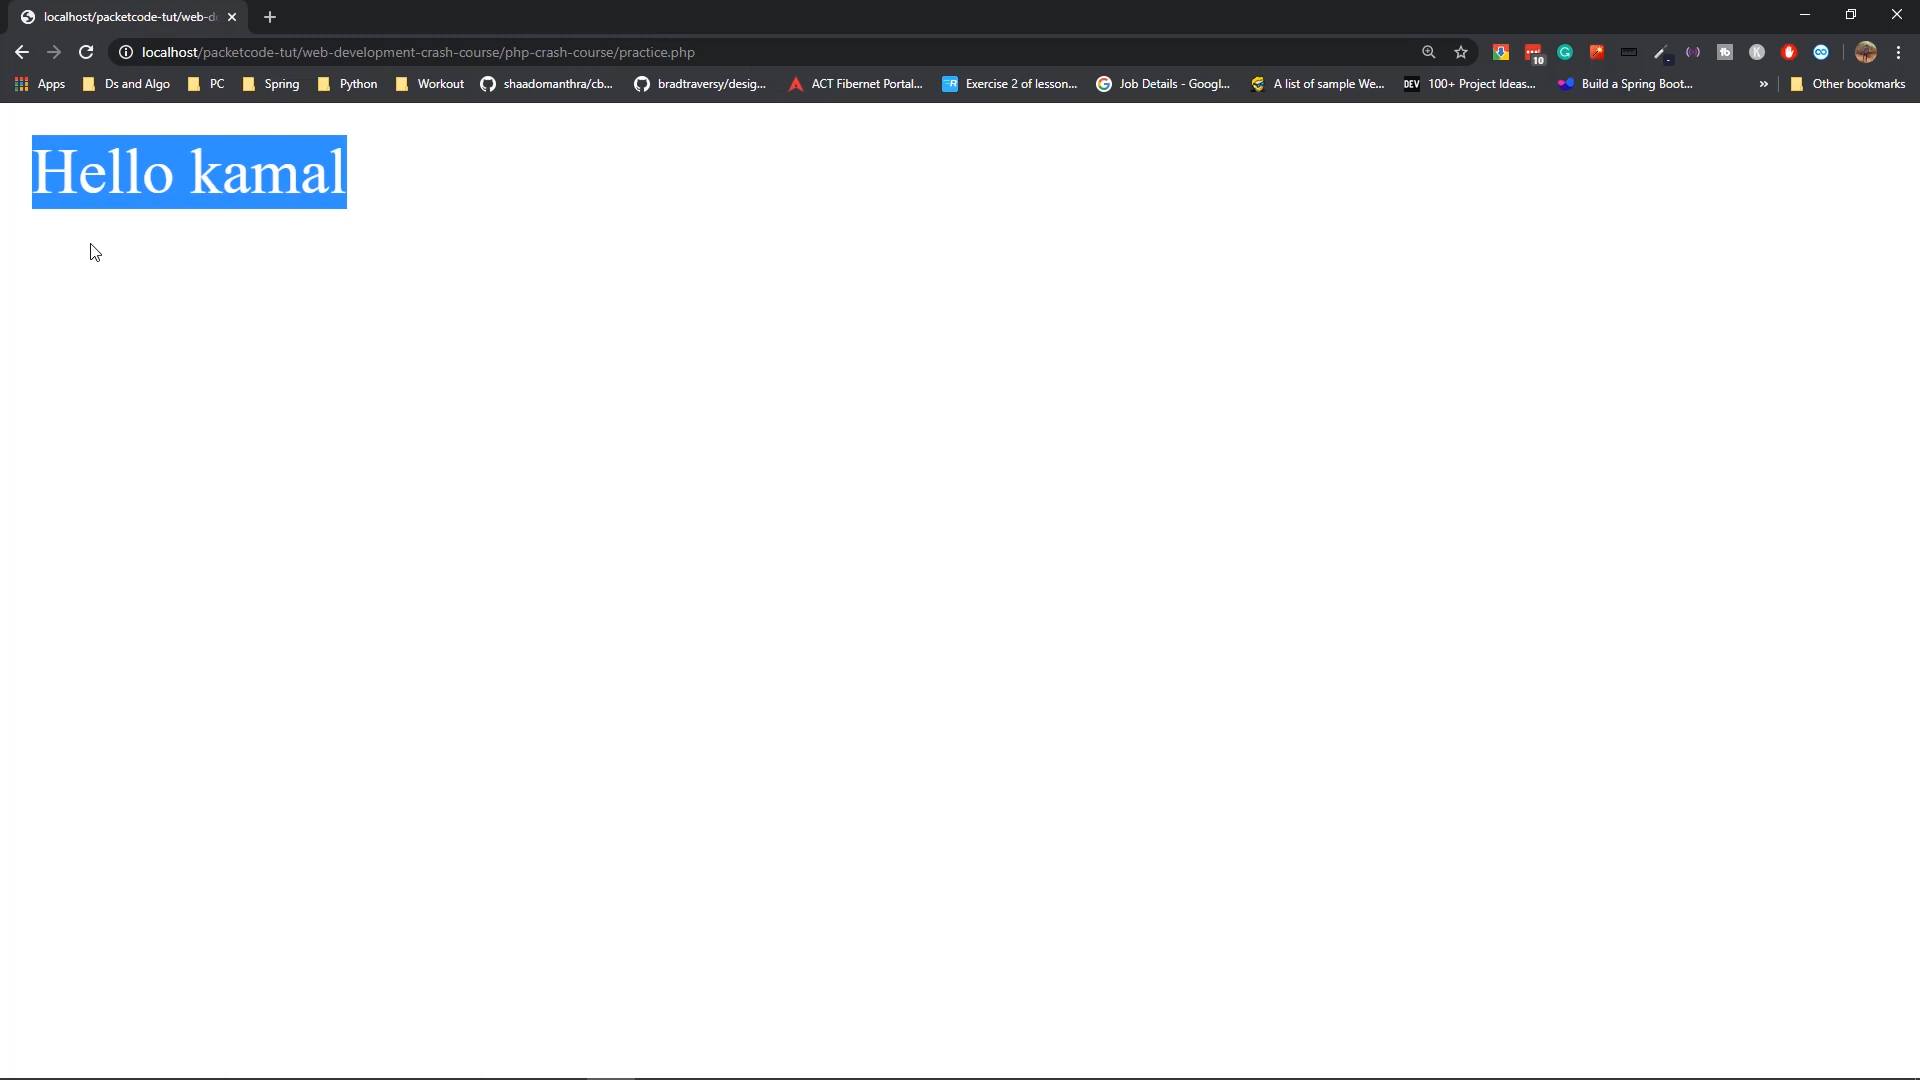 localhost/packetcode-tut/web-d
localhost/packetcode-tut/web-development-crash-course/php-crash-course/practice.php
10
Apps
Ds and Algo
PC
Spring
Python
Workout
shaadomanthra/cb...
bradtraversy/desig...
ACT Fibernet Portal...
Exercise 2 of lesson...
Job Details - Googl...
A list of sample We...
DEV
100+ Project Ideas...
Build a Spring Boot...
»
Other bookmarks
Hello kamal